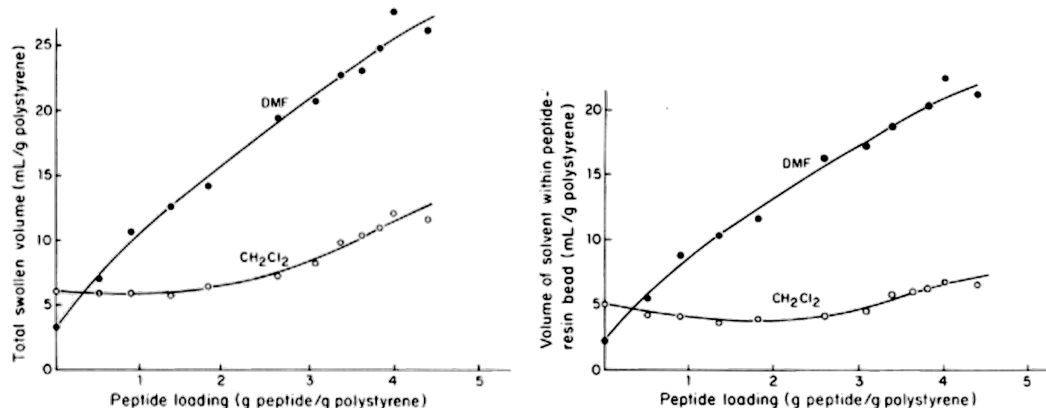 Total swollen volume (mL/g polystyrene)
25
20
15
10
5
0
DMF
CH2Cl2
1
2
3
4
5
Peptide loading (g peptide/g polystyrene)
Volume of solvent within peptide-
resin bead (mL/g polystyrene)
20
15
10
5
0
DMF
CH2Cl2
1
2
3
4
5
Peptide loading (g peptide/g polystyrene)